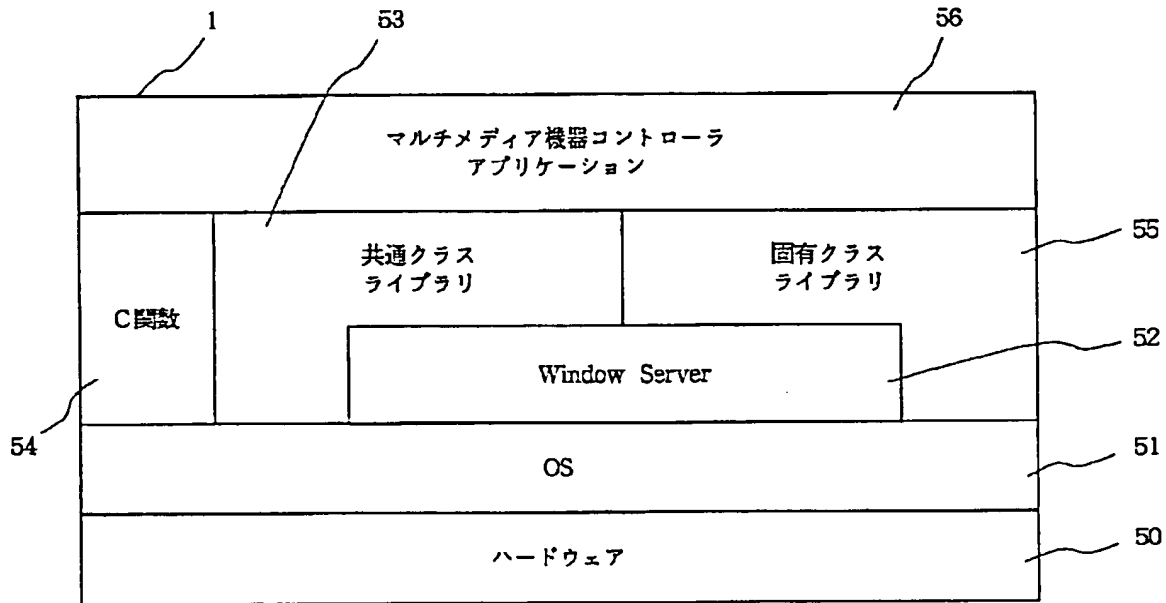 1
53
56
マルチメディア機器コントローラ
アプリケーション
共通クラス
ライブラリ
固有クラス
ライブラリ
55
C関数
Window Server
52
54
OS
51
ハードウェア
50